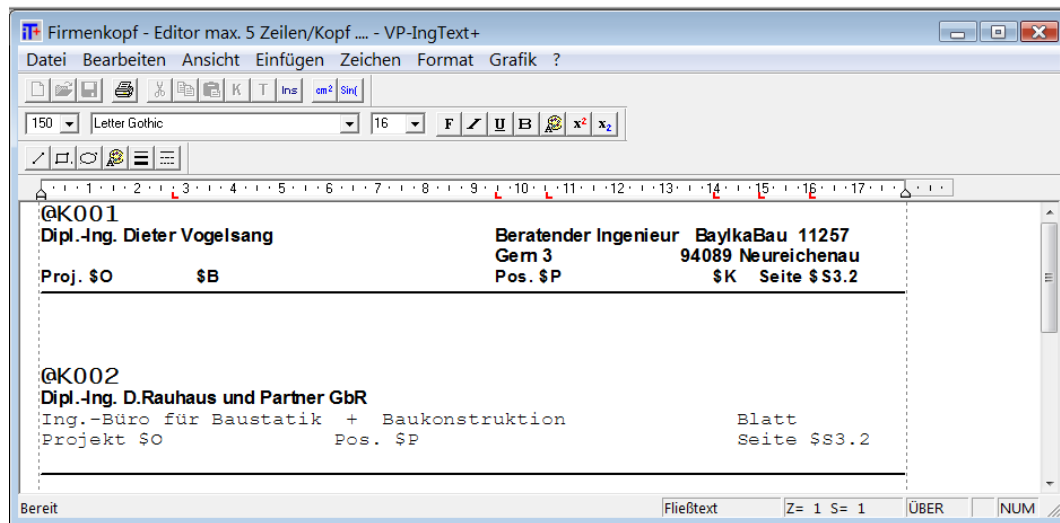 Firmenkopf - Editor max. 5 Zeilen/Kopf .... - VP-IngText+
Datei Bearbeiten Ansicht Einfügen Zeichen Format Grafik ?
K T Ins cm² Sin(
150 Letter Gothic 16 F I U B A x² x₂
A
1 2 3 4 5 6 7 8 9 10 11 12 13 14 15 16 17
@K001
Dipl.-Ing. Dieter Vogelsang Beratender Ingenieur BaylkaBau 11257
Gern 3 94089 Neureichenau
Proj. $O $B Pos. $P $K Seite $S3.2
@K002
Dipl.-Ing. D.Rauhaus und Partner GbR
Ing.-Büro für Baustatik + Baukonstruktion Blatt
Projekt $O Pos. $P Seite $S3.2
Bereit Fließtext Z= 1 S= 1 ÜBER NUM